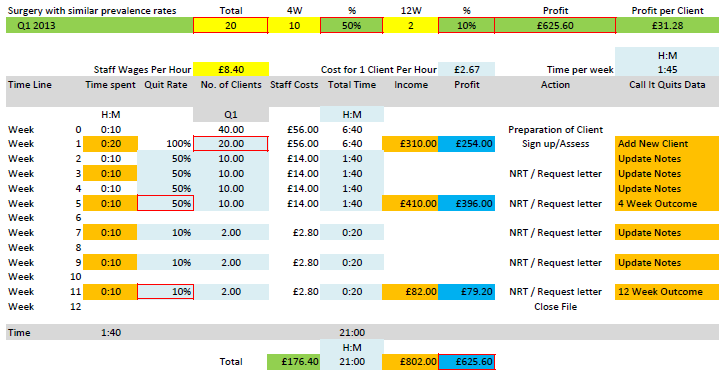 Surgery with similar prevalence rates Total 4W % 12W % Profit Profit per Client
Q1 2013 20 10 50% 2 10% £625.60 £31.28
H:M
Staff Wages Per Hour £8.40 Cost for 1 Client Per Hour £2.67 Time per week 1:45
Time Line Time spent Quit Rate No. of Clients Staff Costs Total Time Income Profit Action Call It Quits Data
H:M Q1 H:M
Week 0 0:10 40.00 £56.00 6:40 Preparation of Client
Week 1 0:20 100% 20.00 £56.00 6:40 £310.00 £254.00 Sign up/Assess Add New Client
Week 2 0:10 50% 10.00 £14.00 1:40 Update Notes
Week 3 0:10 50% 10.00 £14.00 1:40 NRT / Request letter Update Notes
Week 4 0:10 50% 10.00 £14.00 1:40 Update Notes
Week 5 0:10 50% 10.00 £14.00 1:40 £410.00 £396.00 NRT / Request letter 4 Week Outcome
Week 6
Week 7 0:10 10% 2.00 £2.80 0:20 NRT / Request letter Update Notes
Week 8
Week 9 0:10 10% 2.00 £2.80 0:20 NRT / Request letter Update Notes
Week 10
Week 11 0:10 10% 2.00 £2.80 0:20 £82.00 £79.20 NRT / Request letter 12 Week Outcome
Week 12 Close File
Time 1:40 21:00
H:M
Total £176.40 21:00 £802.00 £625.60